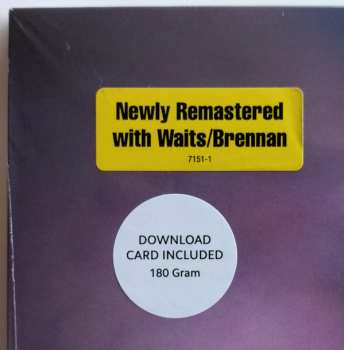 Newly Remastered
with Waits/Brennan
7151-1
DOWNLOAD
CARD INCLUDED
180 Gram